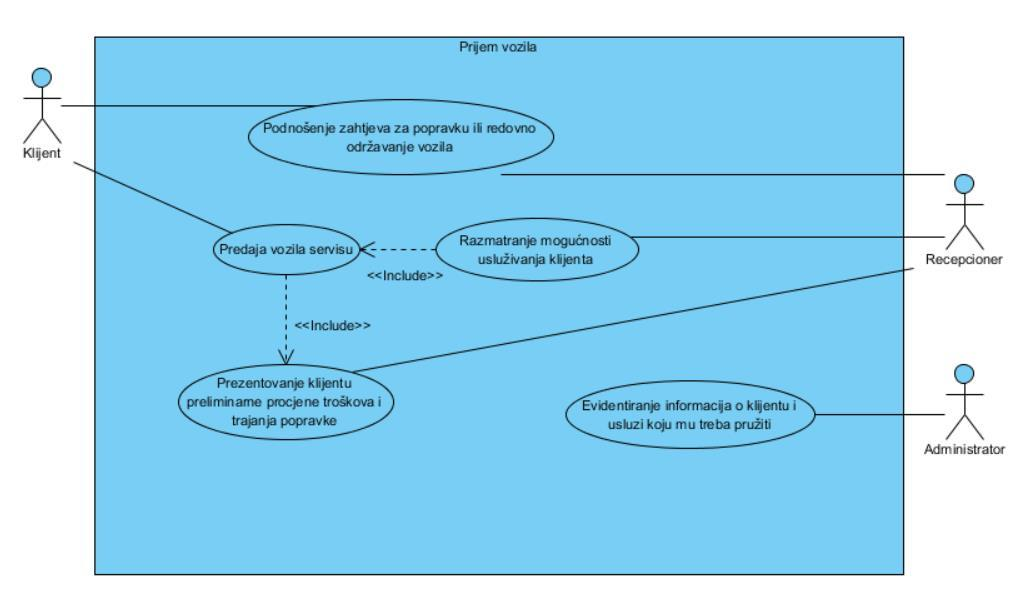 Prijem vozila
Klijent
Podnošenje zahtjeva za popravku ili redovno
održavanje vozila
Predaja vozila servisu
<<Include>>
Razmatranje mogućnosti
usluživanja klijenta
Recepcioner
<<Include>>
Prezentovanje klijentu
preliminarne procjene troškova i
trajanja popravke
Evidentiranje informacija o klijentu i
usluzi koju mu treba pružiti
Administrator